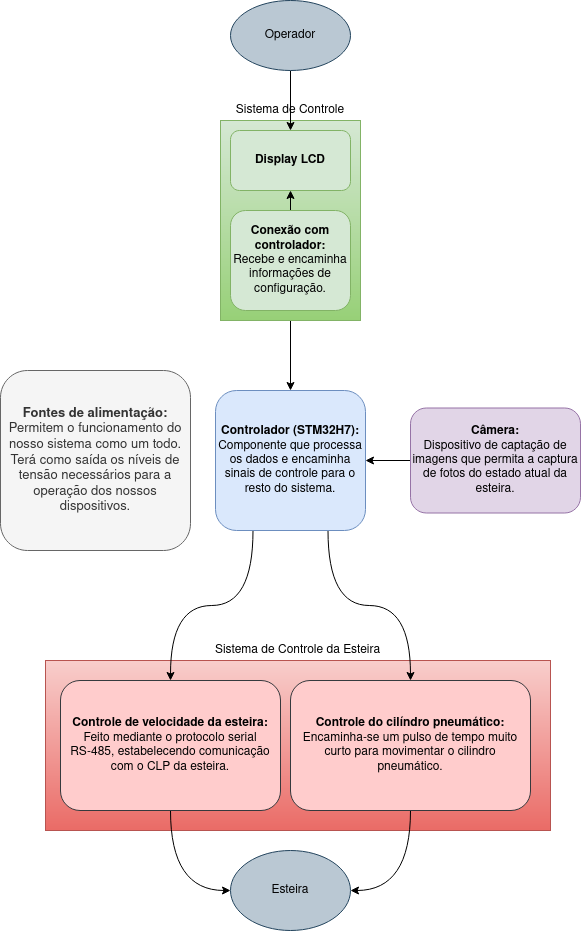 Operador
Sistema de Controle
Display LCD
Conexão com
controlador:
Recebe e encaminha
informações de
configuração.
Fontes de alimentação:
Permitem o funcionamento do
nosso sistema como um todo.
Terá como saída os níveis de
tensão necessários para a
operação dos nossos
dispositivos.
Controlador (STM32H7):
Componente que processa
os dados e encaminha
sinais de controle para o
resto do sistema.
Câmera:
Dispositivo de captação de
imagens que permita a captura
de fotos do estado atual da
esteira.
Sistema de Controle da Esteira
Controle de velocidade da esteira:
Feito mediante o protocolo serial
RS-485, estabelecendo comunicação
com o CLP da esteira.
Controle do cilíndro pneumático:
Encaminha-se um pulso de tempo muito
curto para movimentar o cilindro
pneumático.
Esteira